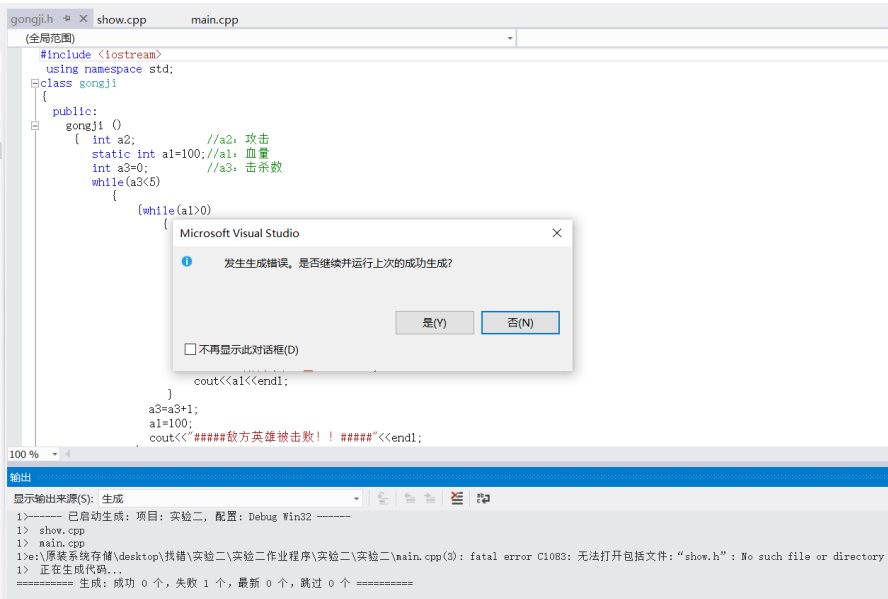 gongji.h show.cpp main.cpp
(全局范围)
#include <iostream>
using namespace std;
class gongji
{
public:
gongji ()
{ int a2; //a2：攻击
static int a1=100;//a1：血量
int a3=0; //a3：击杀数
while(a3<5)
{
{while(a1>0)
{
Microsoft Visual Studio
发生生成错误。是否继续并运行上次的成功生成?
是(Y) 否(N)
不再显示此对话框(D)
cout<<a1<<endl;
}
a3=a3+1;
a1=100;
cout<<"#####敌方英雄被击败！！#####"<<endl;
100 %
输出
显示输出来源(S): 生成
1>------ 已启动生成: 项目: 实验二, 配置: Debug Win32 ------
1> show.cpp
1> main.cpp
1>e:\原装系统存储\desktop\找错\实验二\实验二作业程序\实验二\实验二\main.cpp(3): fatal error C1083: 无法打开包括文件:“show.h”: No such file or directory
1> 正在生成代码...
========== 生成: 成功 0 个，失败 1 个，最新 0 个，跳过 0 个 ==========